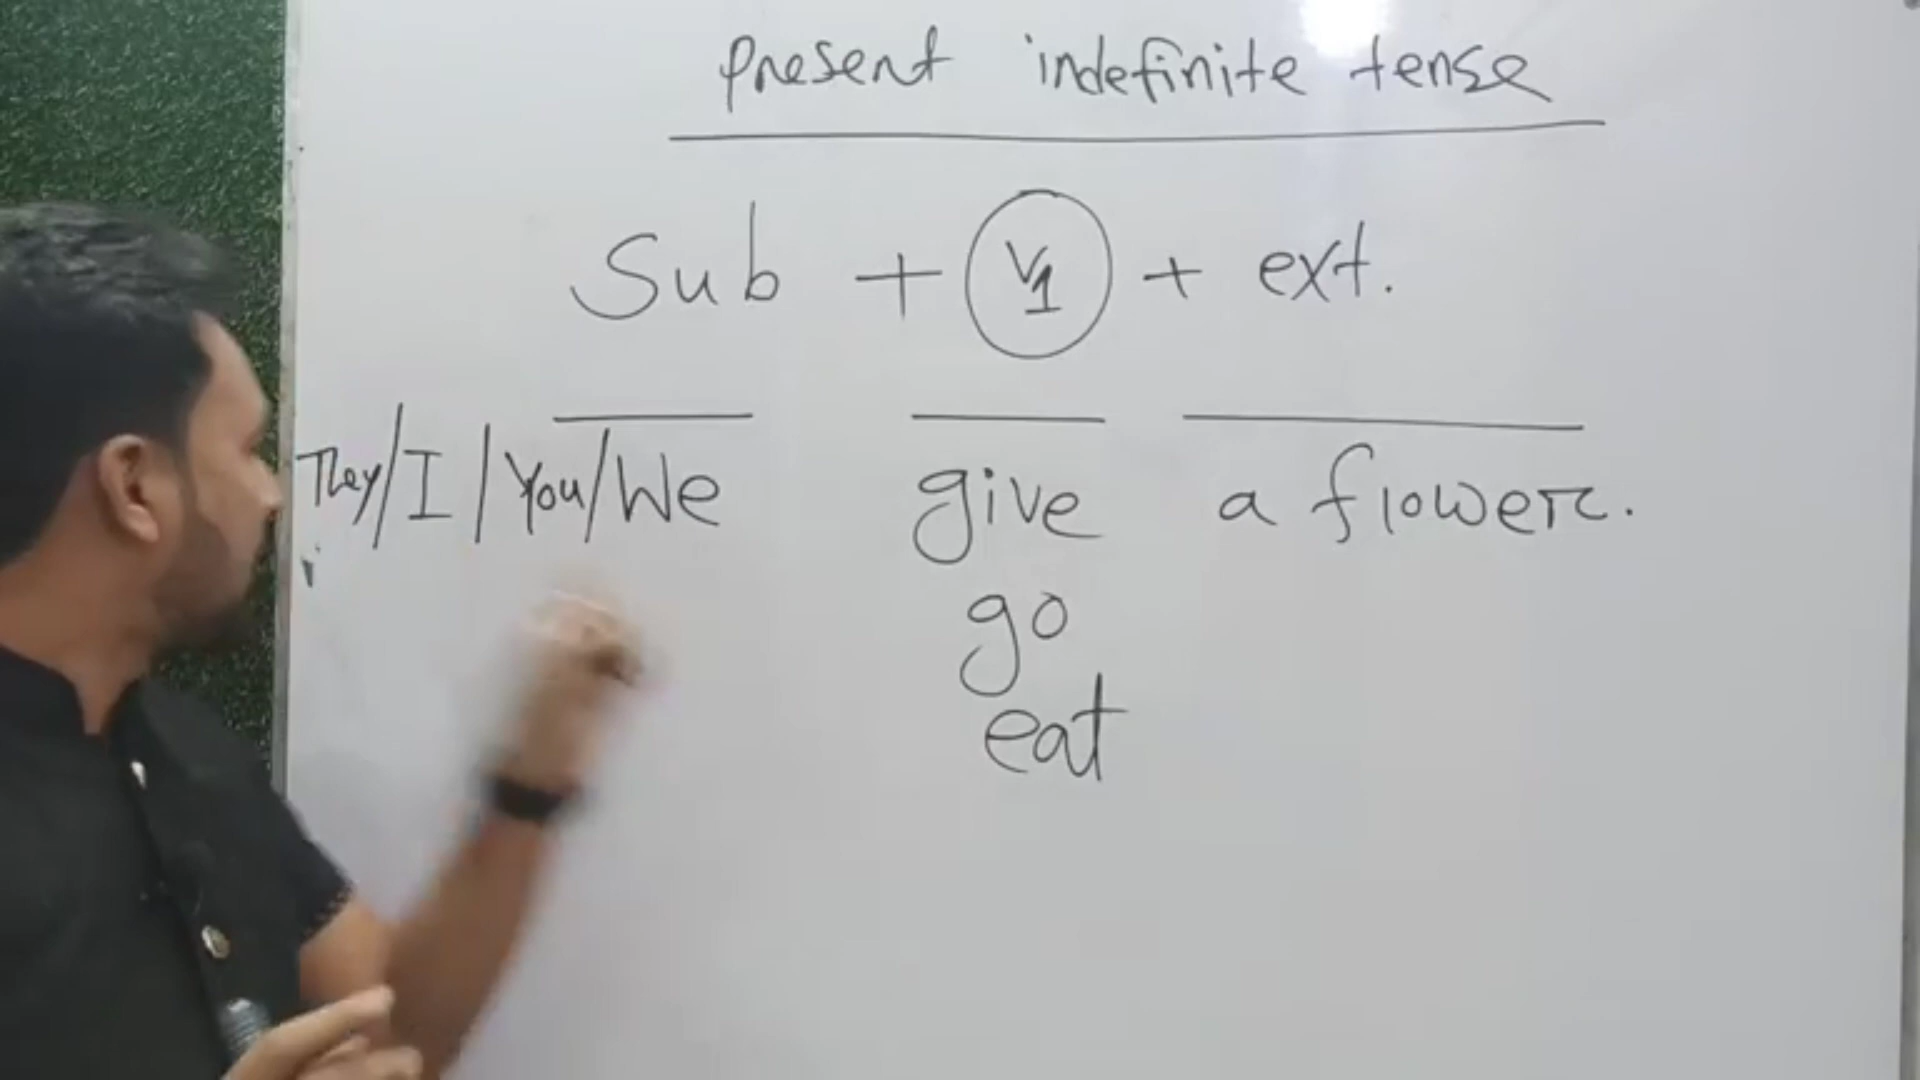 present indefinite tense
Sub + V1 + ext.
They/I/You/We give a flower.
go
eat